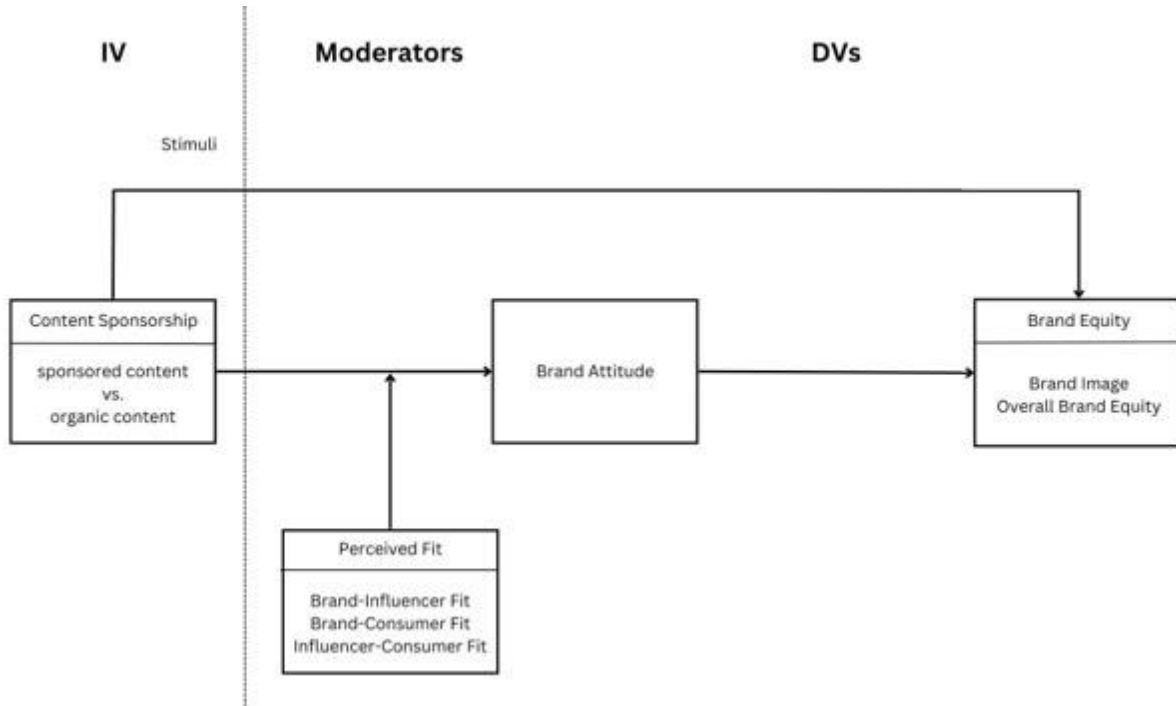 IV
Moderators
DVs
Stimuli
Content Sponsorship
sponsored content
vs.
organic content
Brand Attitude
Brand Equity
Brand Image
Overall Brand Equity
Perceived Fit
Brand-Influencer Fit
Brand-Consumer Fit
Influencer-Consumer Fit